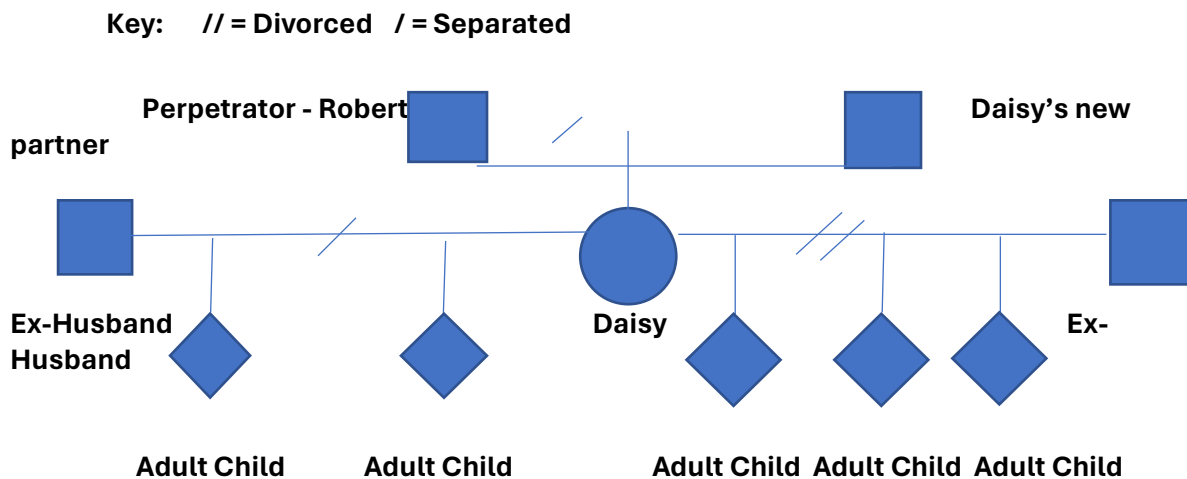 Key: // = Divorced / = Separated
Perpetrator - Robert Daisy’s new
partner
Ex-Husband Daisy Ex-
Husband
Adult Child Adult Child Adult Child Adult Child Adult Child